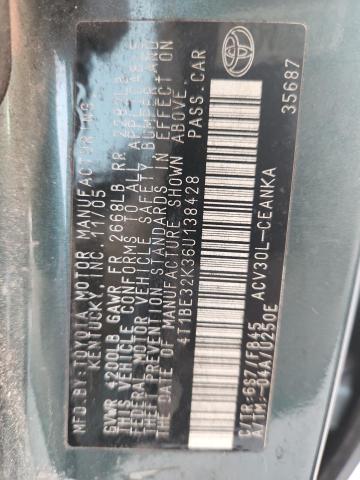 MFD. BY: TOYOTA MOTOR MANUFACTURING
KENTUCKY, INC. 11/05
GVWR 4200LB GAWR FR 2668LB RR
THIS VEHICLE CONFORMS TO ALL APPLICABLE
FEDERAL MOTOR VEHICLE SAFETY, BUMPER AND
THEFT PREVENTION STANDARDS IN EFFECT ON
THE DATE OF MANUFACTURE SHOWN ABOVE.
4T1BE32K36U138428 PASS.CAR
ACV30L-CEANKA
C/TR:6S7/FB45
A/TM:-04A/U250E
35687